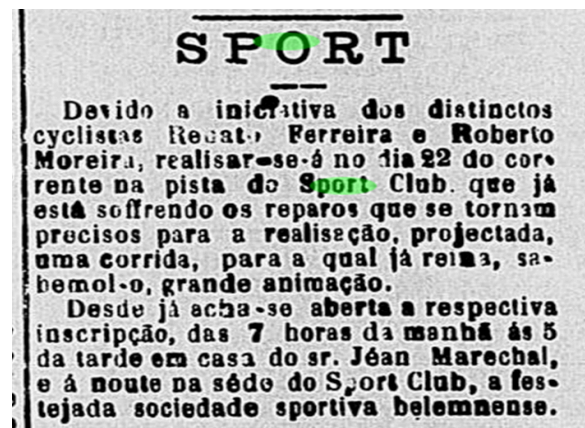 SPORT
Devido a iniciativa dos distinctos
cyclistas Renato Ferreira e Roberto
Moreira, realisar-se-á no dia 22 do cor-
rente na pista do Sport Club. que já
está soffrendo os reparos que se tornam
precisos para a realisação, projectada,
uma corrida, para a qual já reina, sa-
bemol-o, grande animação.
Desde já acha-se aberta a respectiva
inscripção, das 7 horas da manhã ás 5
da tarde em casa do sr. Jéan Marechal,
e á noute na séde do Sport Club, a fes-
tejada sociedade sportiva belemnense.